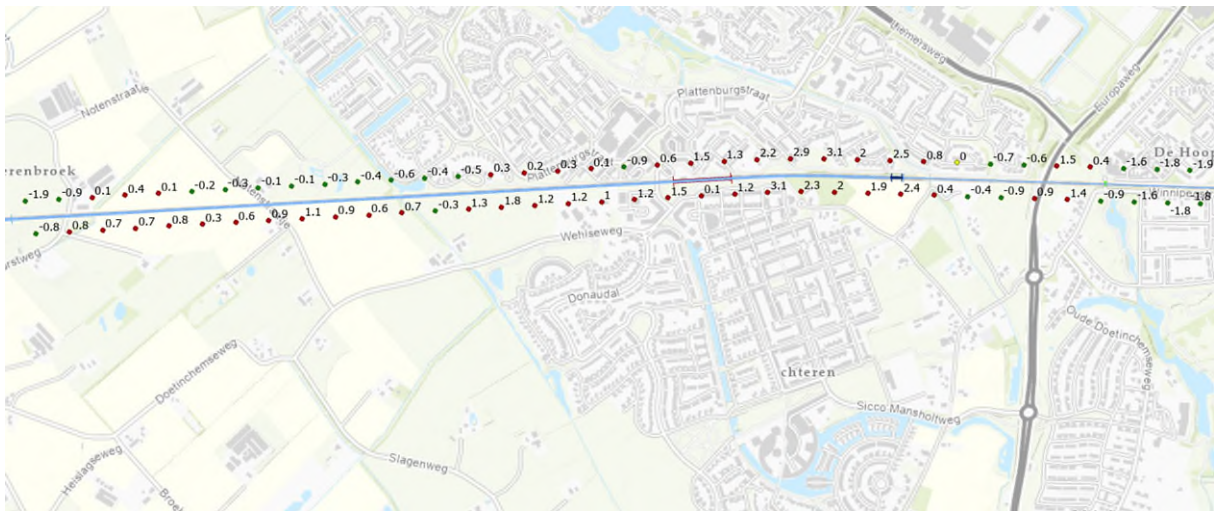 Themersweg
Europaweg
Notenstraat
Plattenburgstraat
De Hoop
-1.9 -0.9 0.1 0.4 0.1 -0.2 -0.3 -0.1 -0.1 -0.3 -0.4 -0.6 -0.4 -0.5 0.3 0.2 0.3 0.1 -0.9 0.6 1.5 1.3 2.2 2.9 3.1 2 2.5 0.8 0 -0.7 -0.6 1.5 0.4 -1.6 -1.8 -1.9
-0.8 0.8 0.7 0.7 0.8 0.3 0.6 0.9 1.1 0.9 0.6 0.7 -0.3 1.3 1.8 1.2 1.2 1 1.2 1.5 0.1 1.2 3.1 2.3 2 1.9 2.4 0.4 -0.4 -0.9 0.9 1.4 -0.9 -1.6 -1.8 -1.8
Wehlseweg
Donaudal
Oude Doetinchemseweg
Doetinchemseweg
chteren
Sicco Mansholtweg
Slagenweg
Heislagseweg